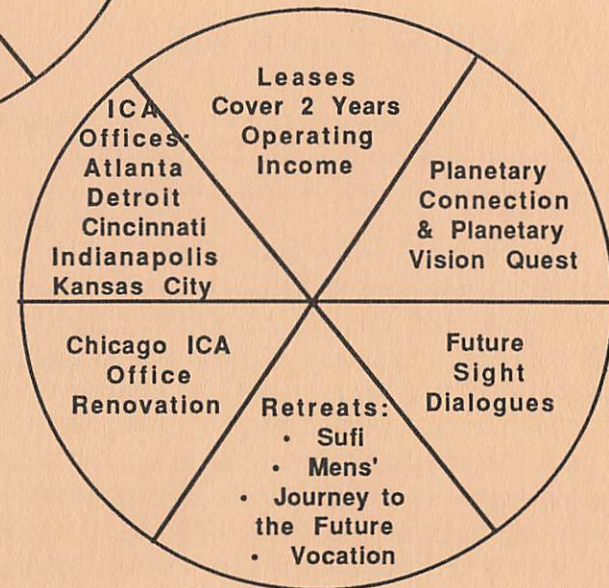 Leases
Cover 2 Years
Operating
Income
Planetary
Connection
& Planetary
Vision Quest
Future
Sight
Dialogues
Retreats:
• Sufi
• Mens'
• Journey to
the Future
• Vocation
Chicago ICA
Office
Renovation
ICA
Offices:
Atlanta
Detroit
Cincinnati
Indianapolis
Kansas City